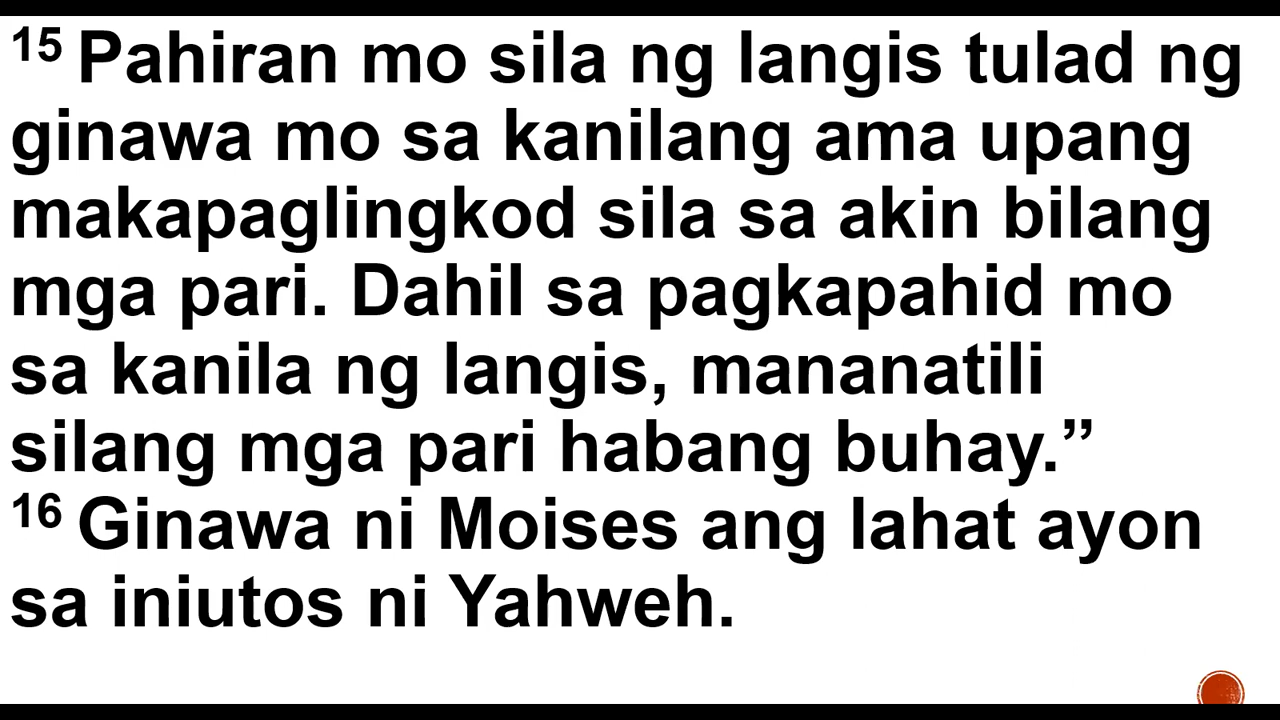 15 Pahiran mo sila ng langis tulad ng
ginawa mo sa kanilang ama upang
makapaglingkod sila sa akin bilang
mga pari. Dahil sa pagkapahid mo
sa kanila ng langis, mananatili
silang mga pari habang buhay.”
16 Ginawa ni Moises ang lahat ayon
sa iniutos ni Yahweh.